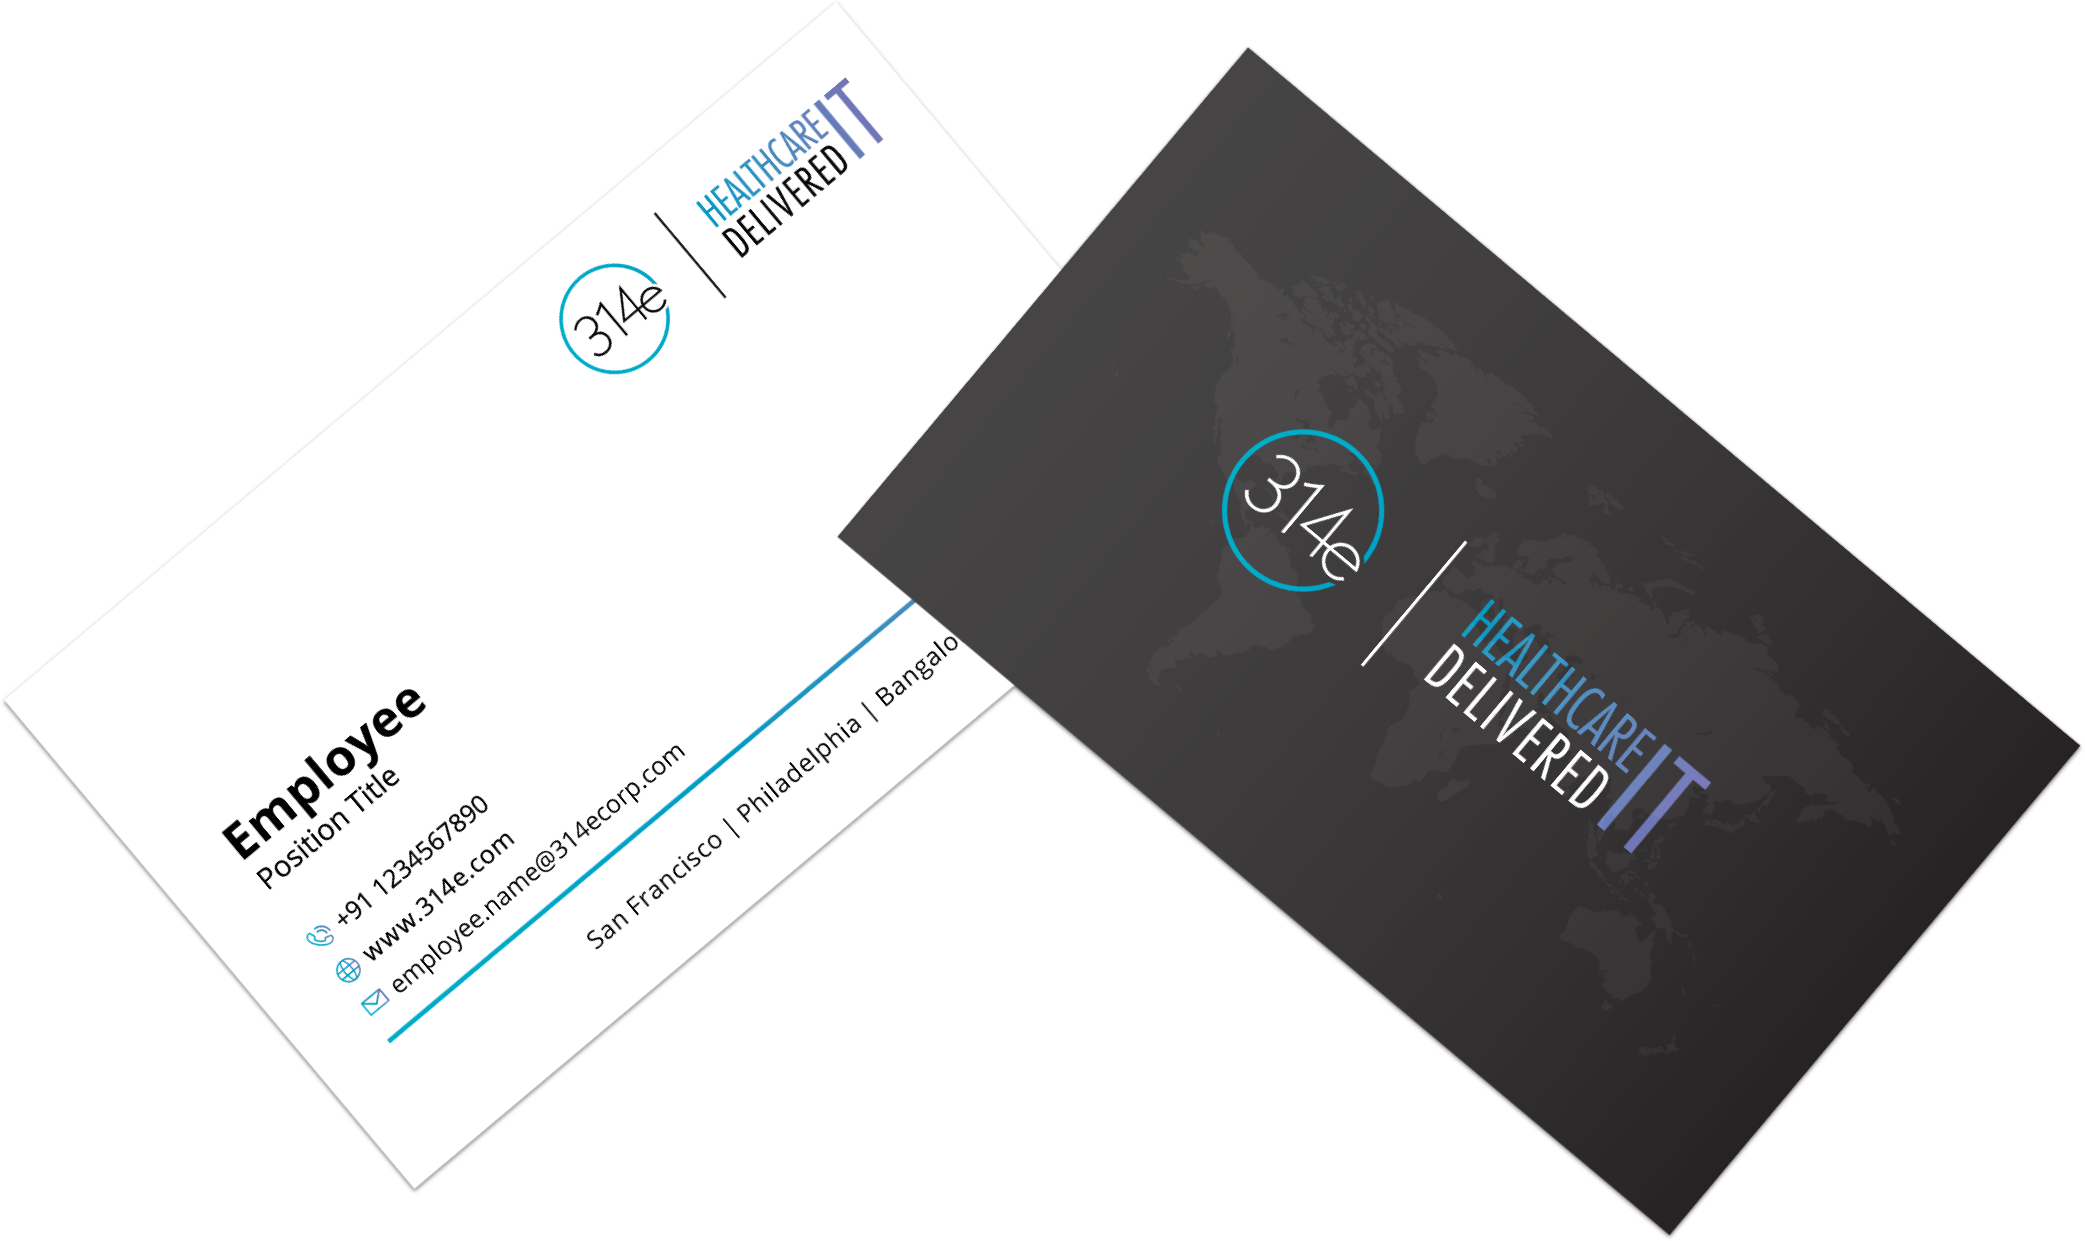 314e
HEALTHCARE IT
DELIVERED
Employee
Position Title
+91 1234567890
www.314e.com
employee.name@314ecorp.com
San Francisco | Philadelphia | Bangalo
314e
HEALTHCARE IT
DELIVERED